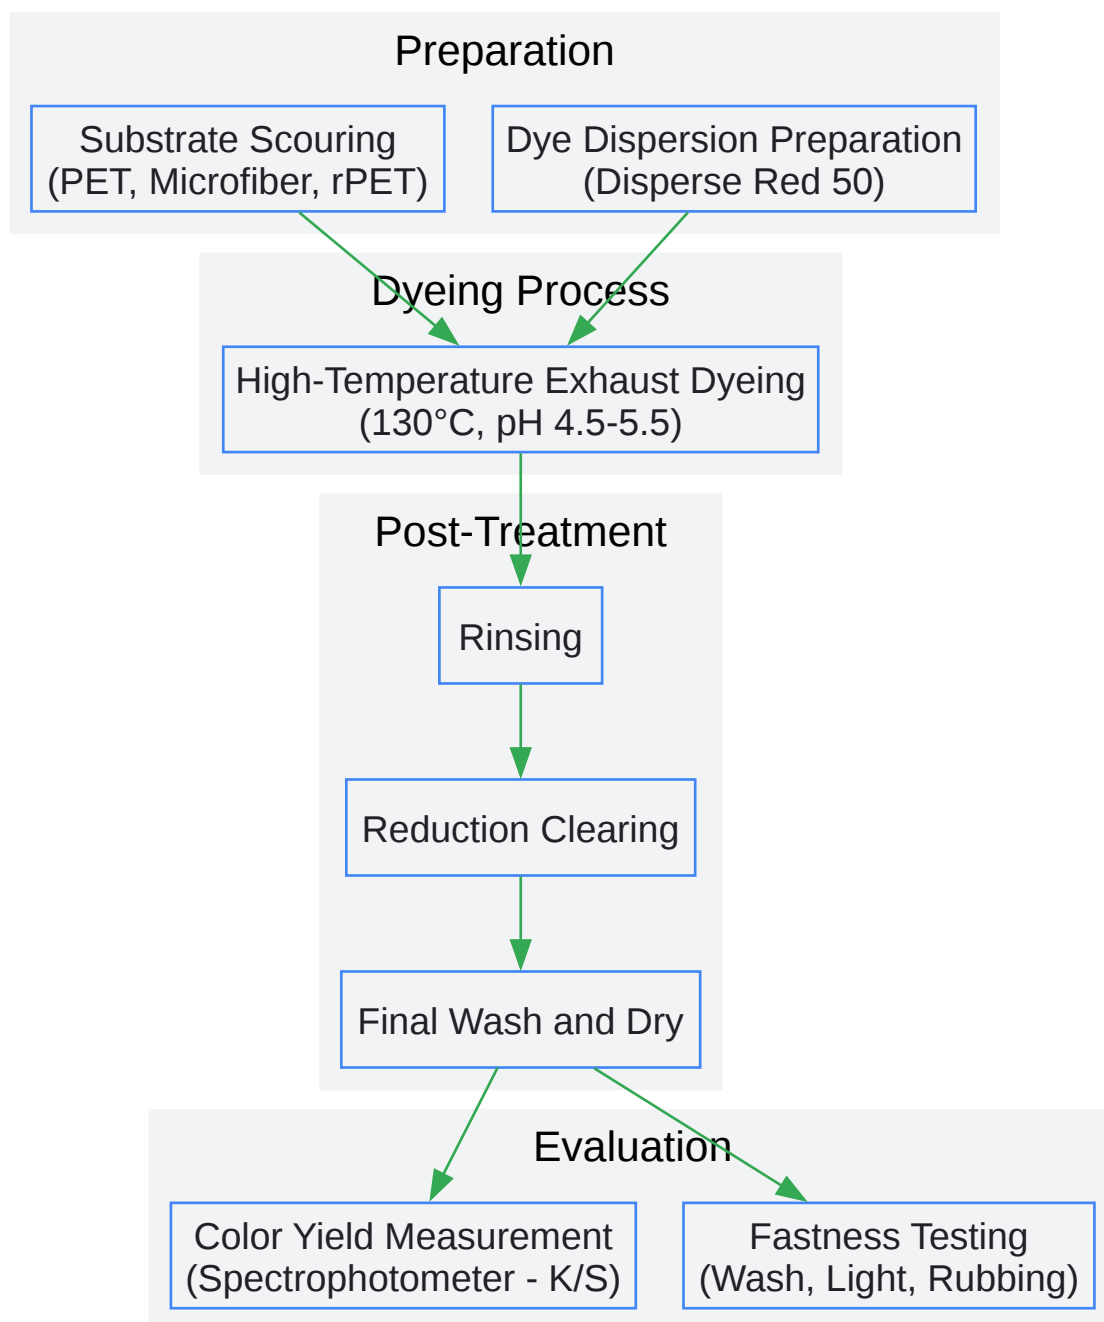 Preparation
Substrate Scouring
(PET, Microfiber, rPET)
Dye Dispersion Preparation
(Disperse Red 50)
Dyeing Process
High-Temperature Exhaust Dyeing
(130°C, pH 4.5-5.5)
Post-Treatment
Rinsing
Reduction Clearing
Final Wash and Dry
Evaluation
Color Yield Measurement
(Spectrophotometer - K/S)
Fastness Testing
(Wash, Light, Rubbing)